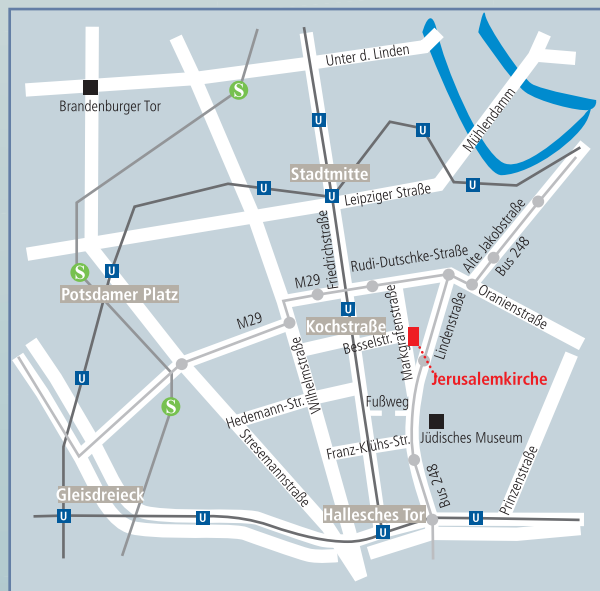 Unter d. Linden
S
Brandenburger Tor
U
U
Mühlendamm
Stadtmitte
U
U
U
Leipziger Straße
Friedrichstraße
Alte Jakobstraße
Bus 248
Rudi-Dutschke-Straße
S
U
M29
Potsdamer Platz
Oranienstraße
U
M29
Kochstraße
Markgrafenstraße
Lindenstraße
Besselstr.
Wilhelmstraße
U
Jerusalemkirche
S
Hedemann-Str.
Fußweg
Jüdisches Museum
Franz-Klühs-Str.
Stresemannstraße
Prinzenstraße
Bus 248
Gleisdreieck
Hallesches Tor
U
U
U
U